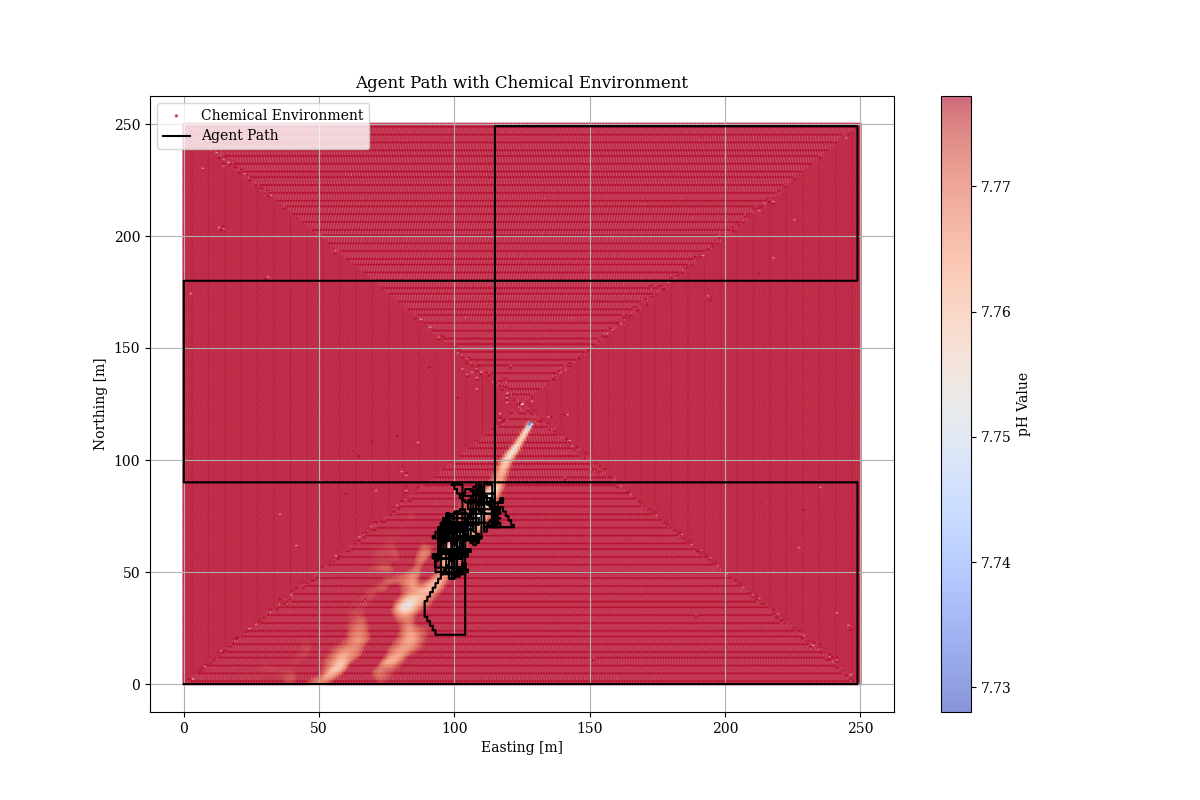 Agent Path with Chemical Environment
Chemical Environment
Agent Path
250
200
150
100
50
0
Northing [m]
0 50 100 150 200 250
Easting [m]
7.77
7.76
7.75
7.74
7.73
pH Value